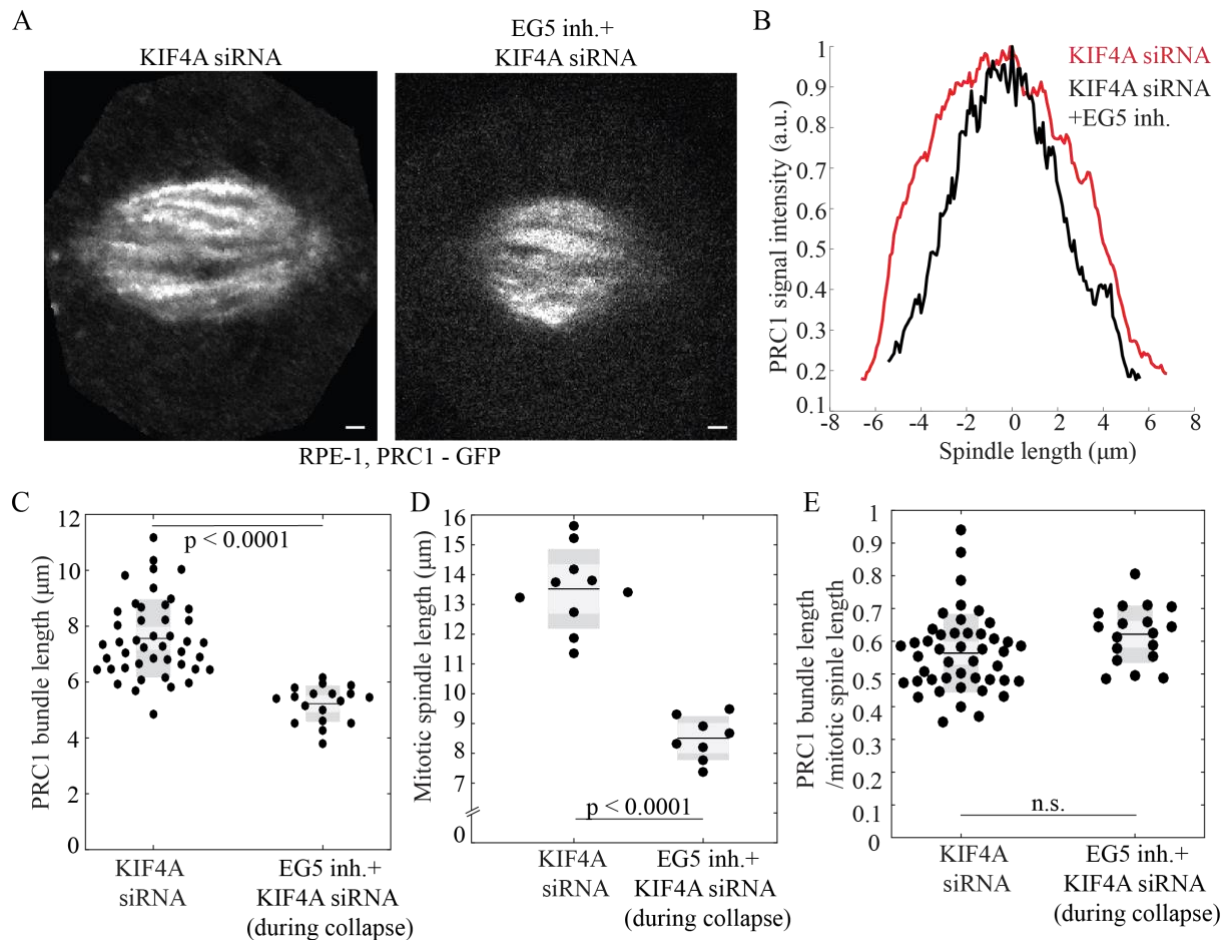 A
KIF4A siRNA
EG5 inh.+
KIF4A siRNA
RPE-1, PRC1 - GFP
B
KIF4A siRNA
KIF4A siRNA
+EG5 inh.
PRC1 signal intensity (a.u.)
1
0.9
0.8
0.7
0.6
0.5
0.4
0.3
0.2
0.1
-8 -6 -4 -2 0 2 4 6 8
Spindle length (μm)
C
PRC1 bundle length (μm)
12
10
8
6
4
2
0
p < 0.0001
KIF4A
siRNA
EG5 inh.+
KIF4A siRNA
(during collapse)
D
Mitotic spindle length (μm)
16
15
14
13
12
11
10
9
8
7
0
p < 0.0001
KIF4A
siRNA
EG5 inh.+
KIF4A siRNA
(during collapse)
E
PRC1 bundle length
/mitotic spinle length
1
0.9
0.8
0.7
0.6
0.5
0.4
0.3
0.2
0.1
0
n.s.
KIF4A
siRNA
EG5 inh.+
KIF4A siRNA
(during collapse)